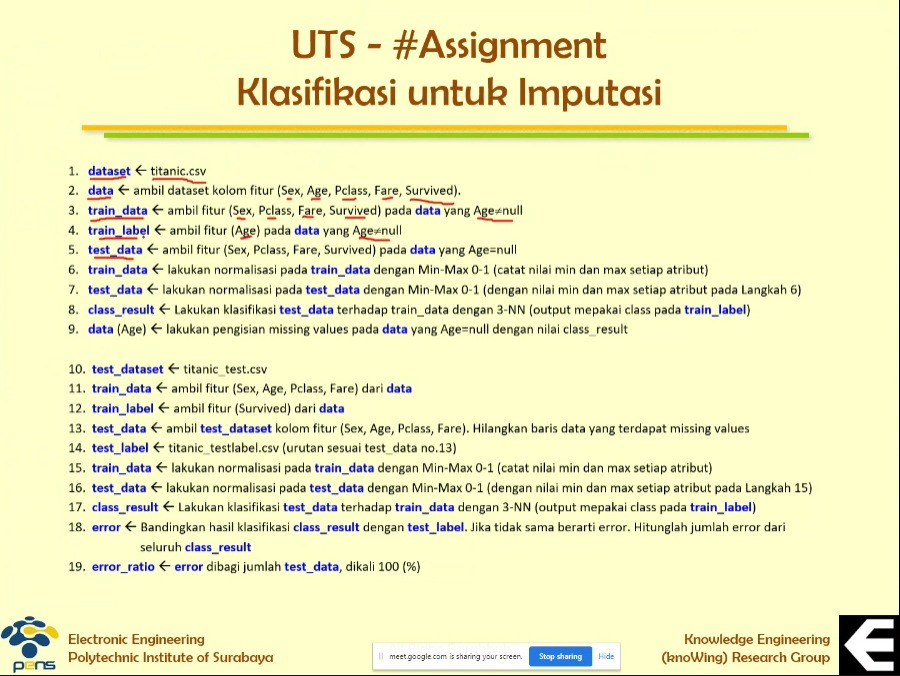 UTS - #Assignment
Klasifikasi untuk Imputasi
1. dataset ← titanic.csv
2. data ← ambil dataset kolom fitur (Sex, Age, Pclass, Fare, Survived).
3. train_data ← ambil fitur (Sex, Pclass, Fare, Survived) pada data yang Age≠null
4. train_label ← ambil fitur (Age) pada data yang Age≠null
5. test_data ← ambil fitur (Sex, Pclass, Fare, Survived) pada data yang Age=null
6. train_data ← lakukan normalisasi pada train_data dengan Min-Max 0-1 (catat nilai min dan max setiap atribut)
7. test_data ← lakukan normalisasi pada test_data dengan Min-Max 0-1 (dengan nilai min dan max setiap atribut pada Langkah 6)
8. class_result ← Lakukan klasifikasi test_data terhadap train_data dengan 3-NN (output mepakai class pada train_label)
9. data (Age) ← lakukan pengisian missing values pada data yang Age=null dengan nilai class_result
10. test_dataset ← titanic_test.csv
11. train_data ← ambil fitur (Sex, Age, Pclass, Fare) dari data
12. train_label ← ambil fitur (Survived) dari data
13. test_data ← ambil test_dataset kolom fitur (Sex, Age, Pclass, Fare). Hilangkan baris data yang terdapat missing values
14. test_label ← titanic_testlabel.csv (urutan sesuai test_data no.13)
15. train_data ← lakukan normalisasi pada train_data dengan Min-Max 0-1 (catat nilai min dan max setiap atribut)
16. test_data ← lakukan normalisasi pada test_data dengan Min-Max 0-1 (dengan nilai min dan max setiap atribut pada Langkah 15)
17. class_result ← Lakukan klasifikasi test_data terhadap train_data dengan 3-NN (output mepakai class pada train_label)
18. error ← Bandingkan hasil klasifikasi class_result dengan test_label. Jika tidak sama berarti error. Hitunglah jumlah error dari
seluruh class_result
19. error_ratio ← error dibagi jumlah test_data, dikali 100 (%)
pens
Electronic Engineering
Polytechnic Institute of Surabaya
meet.google.com is sharing your screen.
Stop sharing
Hide
Knowledge Engineering
(knoWing) Research Group